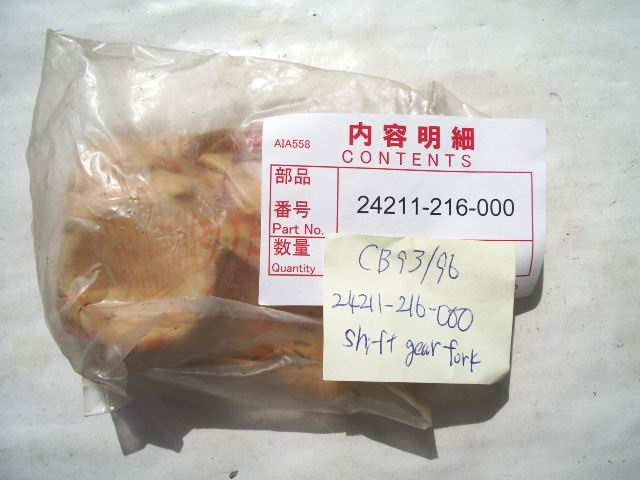 AIA558
内容明細
CONTENTS
部品
番号
Part No.
24211-216-000
数量
Quantity
CB93/96
24211-216-000
shift gear fork